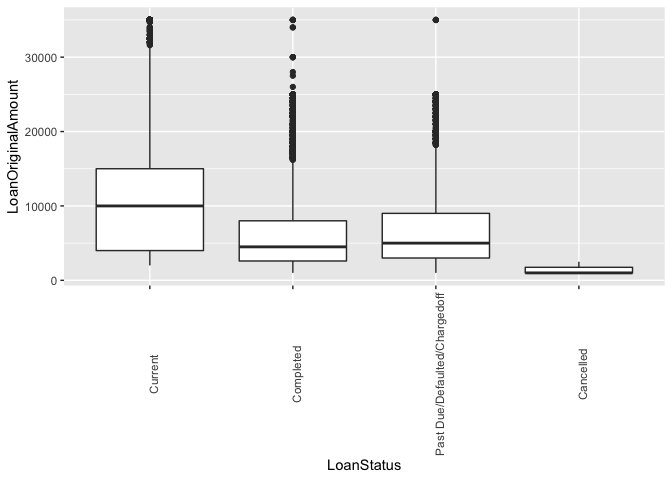 LoanOriginalAmount
30000
20000
10000
0
Current
Completed
Past Due/Defaulted/Chargedoff
Cancelled
LoanStatus